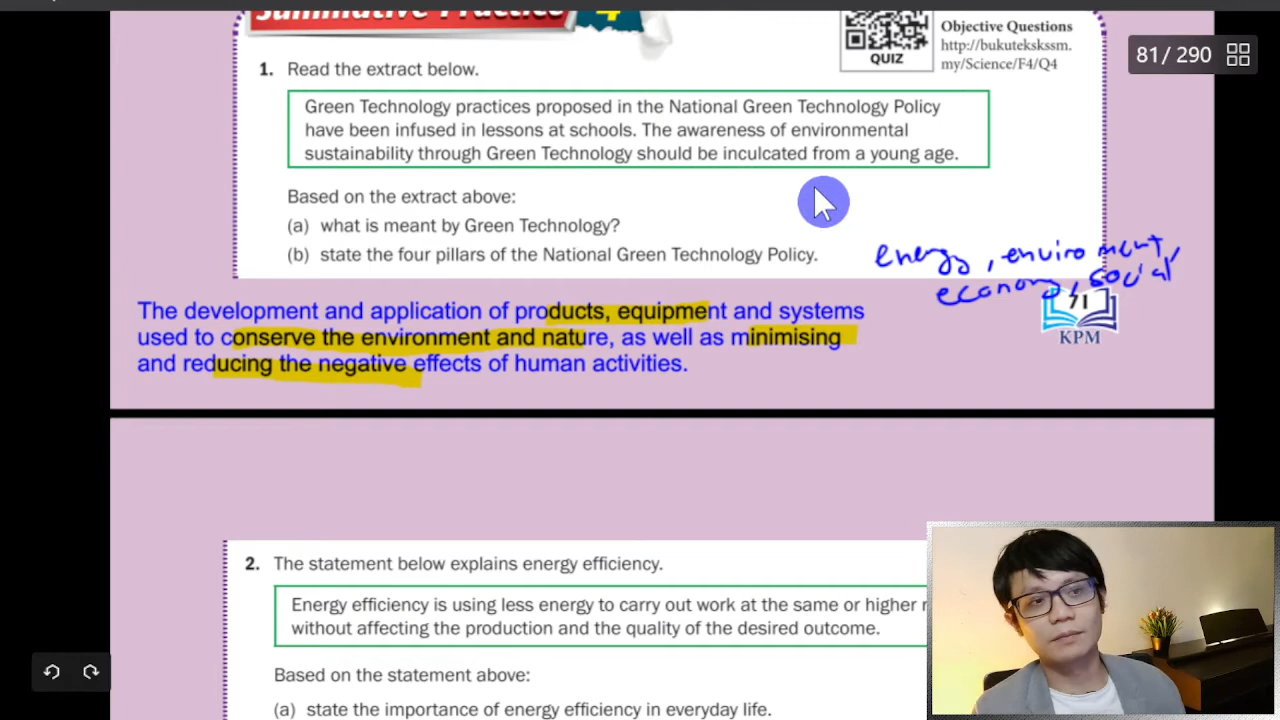 Summative Practice 4
QUIZ
Objective Questions
http://bukutekskssm.
my/Science/F4/Q4
81/ 290
1. Read the extract below.
Green Technology practices proposed in the National Green Technology Policy
have been infused in lessons at schools. The awareness of environmental
sustainability through Green Technology should be inculcated from a young age.
Based on the extract above:
(a) what is meant by Green Technology?
(b) state the four pillars of the National Green Technology Policy.
energy, enviroment,
economy, social
The development and application of products, equipment and systems
used to conserve the environment and nature, as well as minimising
and reducing the negative effects of human activities.
71
KPM
2. The statement below explains energy efficiency.
Energy efficiency is using less energy to carry out work at the same or higher
without affecting the production and the quality of the desired outcome.
Based on the statement above:
(a) state the importance of energy efficiency in everyday life.